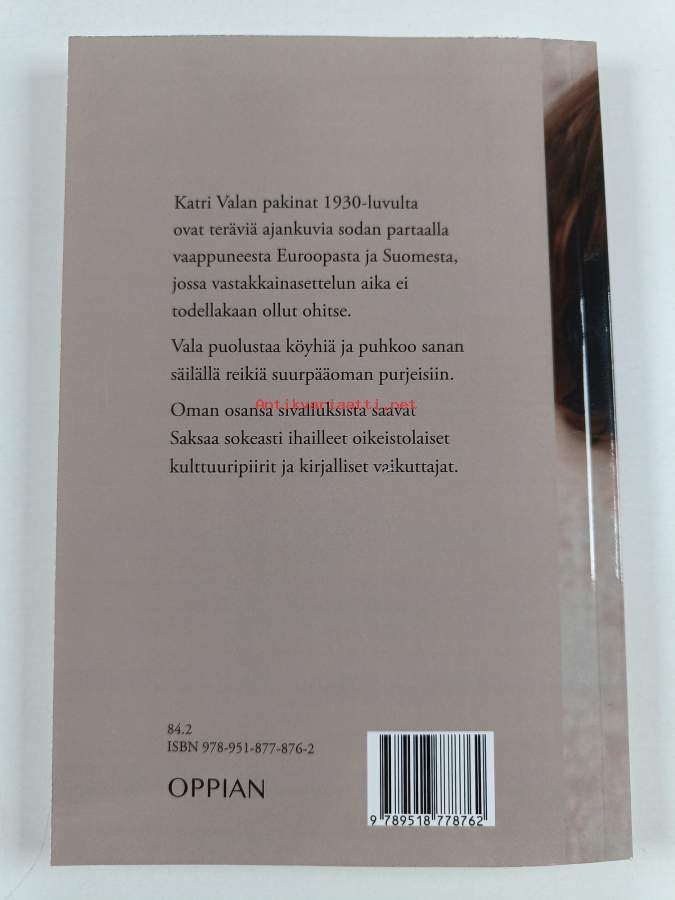 Katri Valan pakinat 1930-luvulta
ovat teräviä ajankuvia sodan partaalla
vaappuneesta Euroopasta ja Suomesta,
jossa vastakkainasettelun aika ei
todellakaan ollut ohitse.
Vala puolustaa köyhiä ja puhkoo sanan
säilällä reikiä suurpääoman purjeisiin.
Antikvariaatti.net
Oman osansa sivalluksista saavat
Saksaa sokeasti ihailleet oikeistolaiset
kulttuuripiirit ja kirjalliset vaikuttajat.
84.2
ISBN 978-951-877-876-2
OPPIAN
9 789518 778762